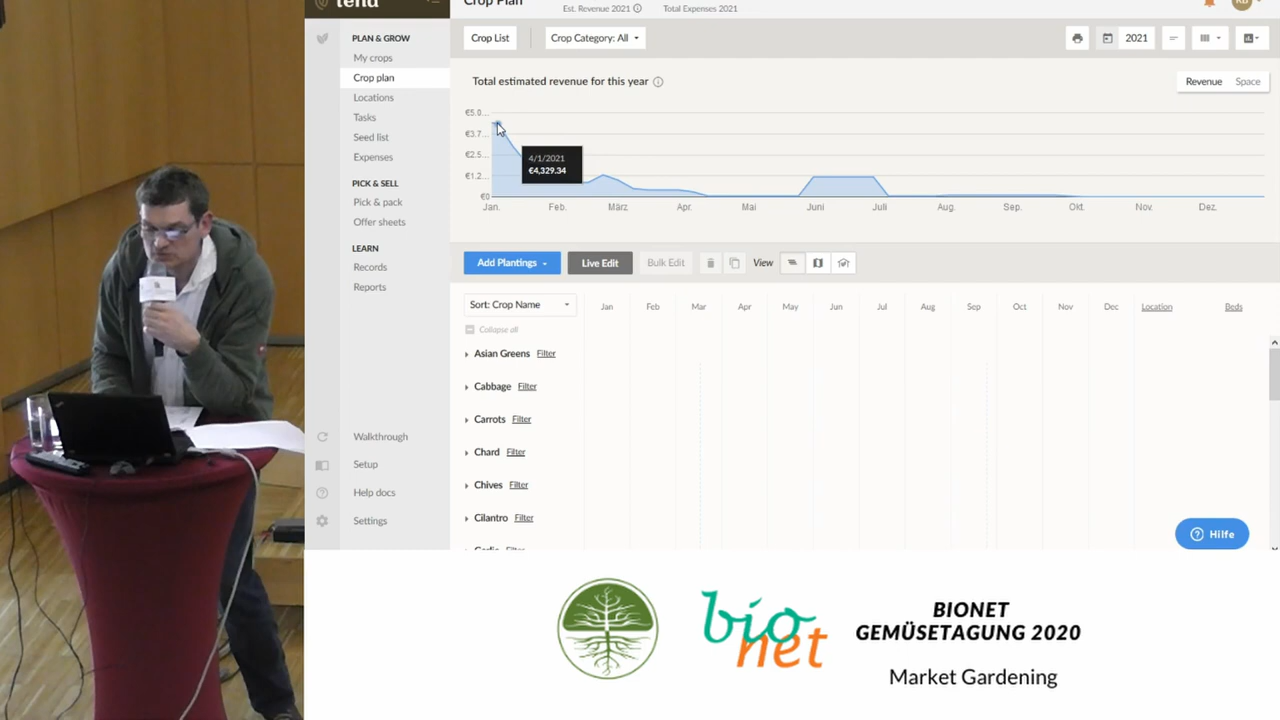 tend
Crop Plan
Est. Revenue 2021
Total Expenses 2021
PLAN & GROW
My crops
Crop plan
Locations
Tasks
Seed list
Expenses
PICK & SELL
Pick & pack
Offer sheets
LEARN
Records
Reports
Walkthrough
Setup
Help docs
Settings
Crop List
Crop Category: All
2021
Total estimated revenue for this year
Revenue
Space
€5.0...
€3.7...
€2.5...
€1.2...
€0
4/1/2021
€4,329.34
Jan. Feb. März Apr. Mai Juni Juli Aug. Sep. Okt. Nov. Dez.
Add Plantings
Live Edit
Bulk Edit
View
Sort: Crop Name
Jan Feb Mar Apr May Jun Jul Aug Sep Oct Nov Dec Location Beds
Collapse all
Asian Greens Filter
Cabbage Filter
Carrots Filter
Chard Filter
Chives Filter
Cilantro Filter
Hilfe
bio
net
BIONET
GEMÜSETAGUNG 2020
Market Gardening